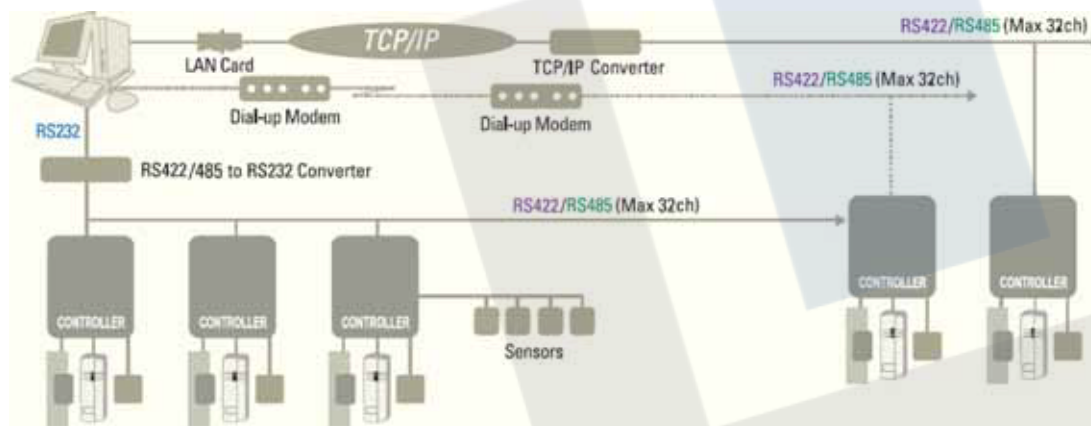 RS422/RS485 (Max 32ch)
TCP/IP
LAN Card
TCP/IP Converter
RS422/RS485 (Max 32ch)
Dial-up Modem
Dial-up Modem
RS232
RS422/485 to RS232 Converter
RS422/RS485 (Max 32ch)
CONTROLLER
CONTROLLER
CONTROLLER
CONTROLLER
CONTROLLER
Sensors